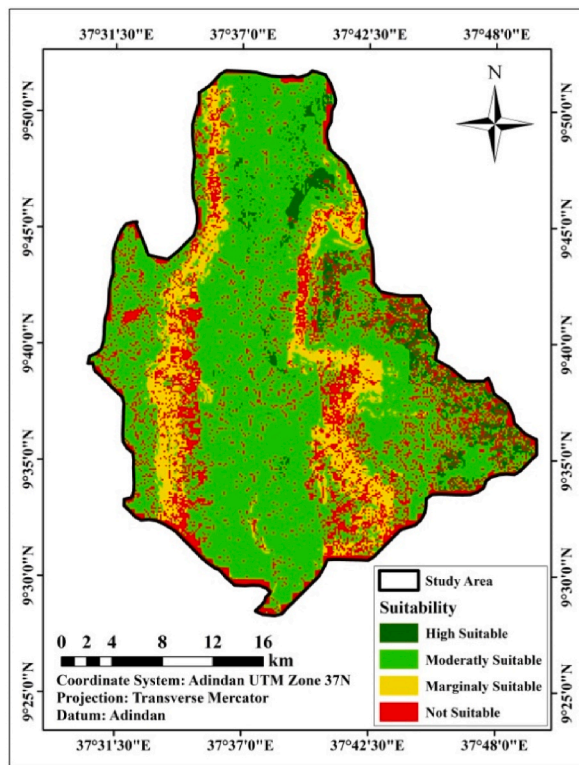 37°31'30"E 37°37'0"E 37°42'30"E 37°48'0"E
N
9°50'0"N 9°50'0"N
9°45'0"N 9°45'0"N
9°40'0"N 9°40'0"N
9°35'0"N 9°35'0"N
9°30'0"N 9°30'0"N
9°25'0"N 9°25'0"N
Study Area
Suitability
High Suitable
Moderatly Suitable
Marginaly Suitable
Not Suitable
0 2 4 8 12 16
km
Coordinate System: Adindan UTM Zone 37N
Projection: Transverse Mercator
Datum: Adindan
37°31'30"E 37°37'0"E 37°42'30"E 37°48'0"E